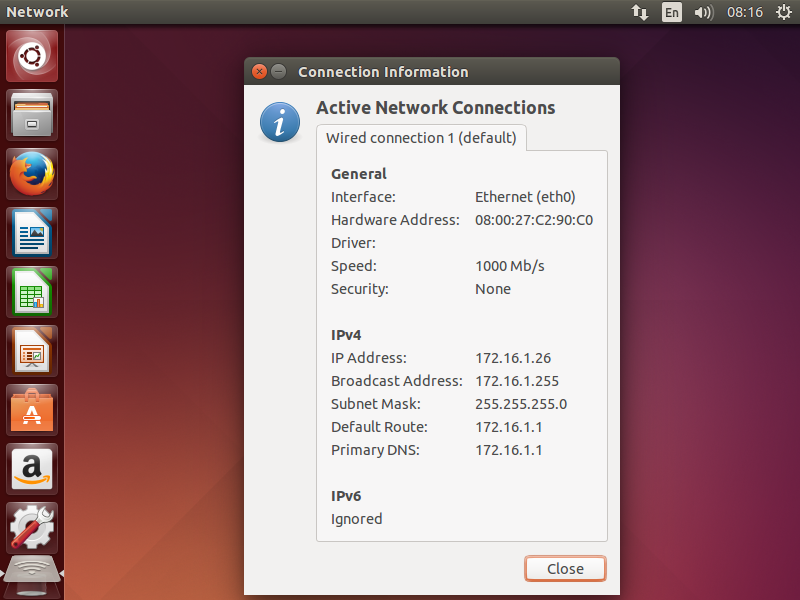 Network
En
08:16
Connection Information
Active Network Connections
Wired connection 1 (default)
General
Interface: Ethernet (eth0)
Hardware Address: 08:00:27:C2:90:C0
Driver:
Speed: 1000 Mb/s
Security: None
IPv4
IP Address: 172.16.1.26
Broadcast Address: 172.16.1.255
Subnet Mask: 255.255.255.0
Default Route: 172.16.1.1
Primary DNS: 172.16.1.1
IPv6
Ignored
Close